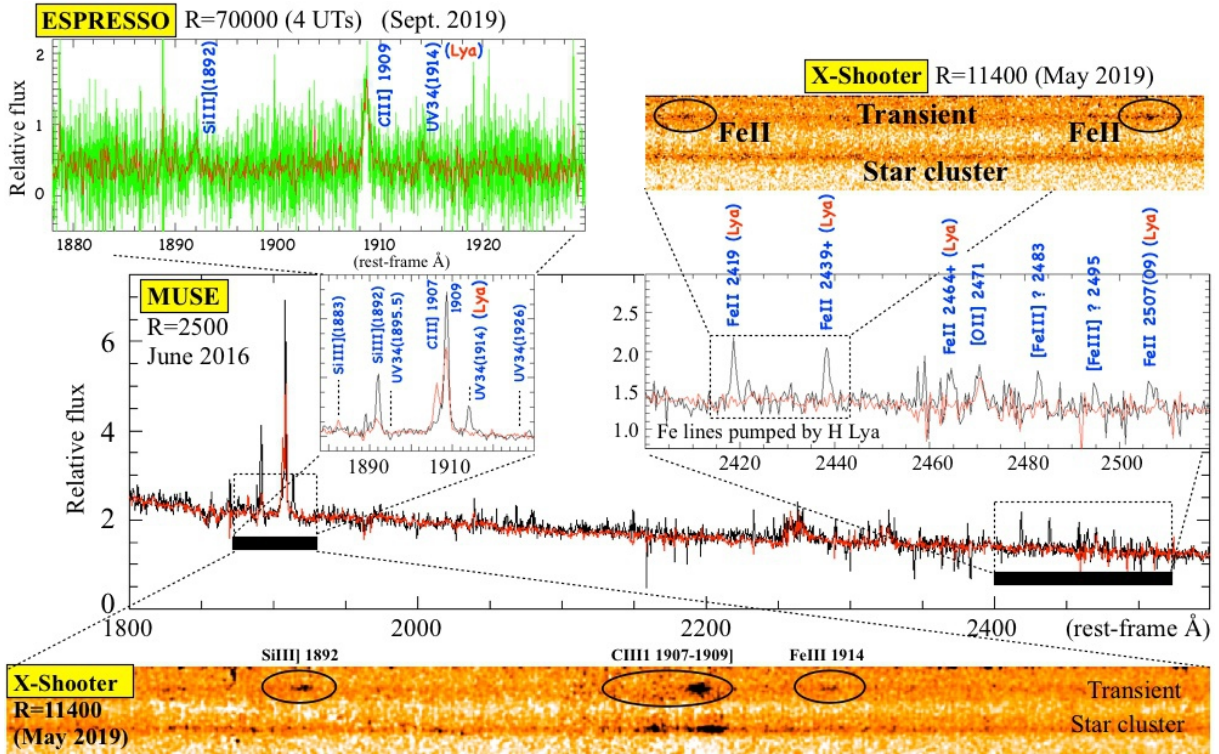 ESPRESSO R=70000 (4 UTs) (Sept. 2019)
Relative flux
2
1
0
SiIII](1892)
CIII] 1909
UV34(1914) (Lya)
1880 1890 1900 1910 1920
(rest-frame Å)
X-Shooter R=11400 (May 2019)
Transient
FeII FeII
Star cluster
MUSE
R=2500
June 2016
Relative flux
6
4
2
0
SiIII](1883)
SiIII](1892)
UV34(1895.5)
CIII] 1907
1909
UV34(1914) (Lya)
UV34(1926)
1890 1910
FeII 2419 (Lya)
FeII 2439+ (Lya)
FeII 2464+ (Lya)
[OII] 2471
[FeIII] ? 2483
[FeIII] ? 2495
FeII 2507(09) (Lya)
2.5
2.0
1.5
1.0
Fe lines pumped by H Lya
2420 2440 2460 2480 2500
1800 2000 2200 2400 (rest-frame Å)
SiIII] 1892 CIII1 1907-1909] FeIII 1914
X-Shooter
R=11400
(May 2019)
Transient
Star cluster